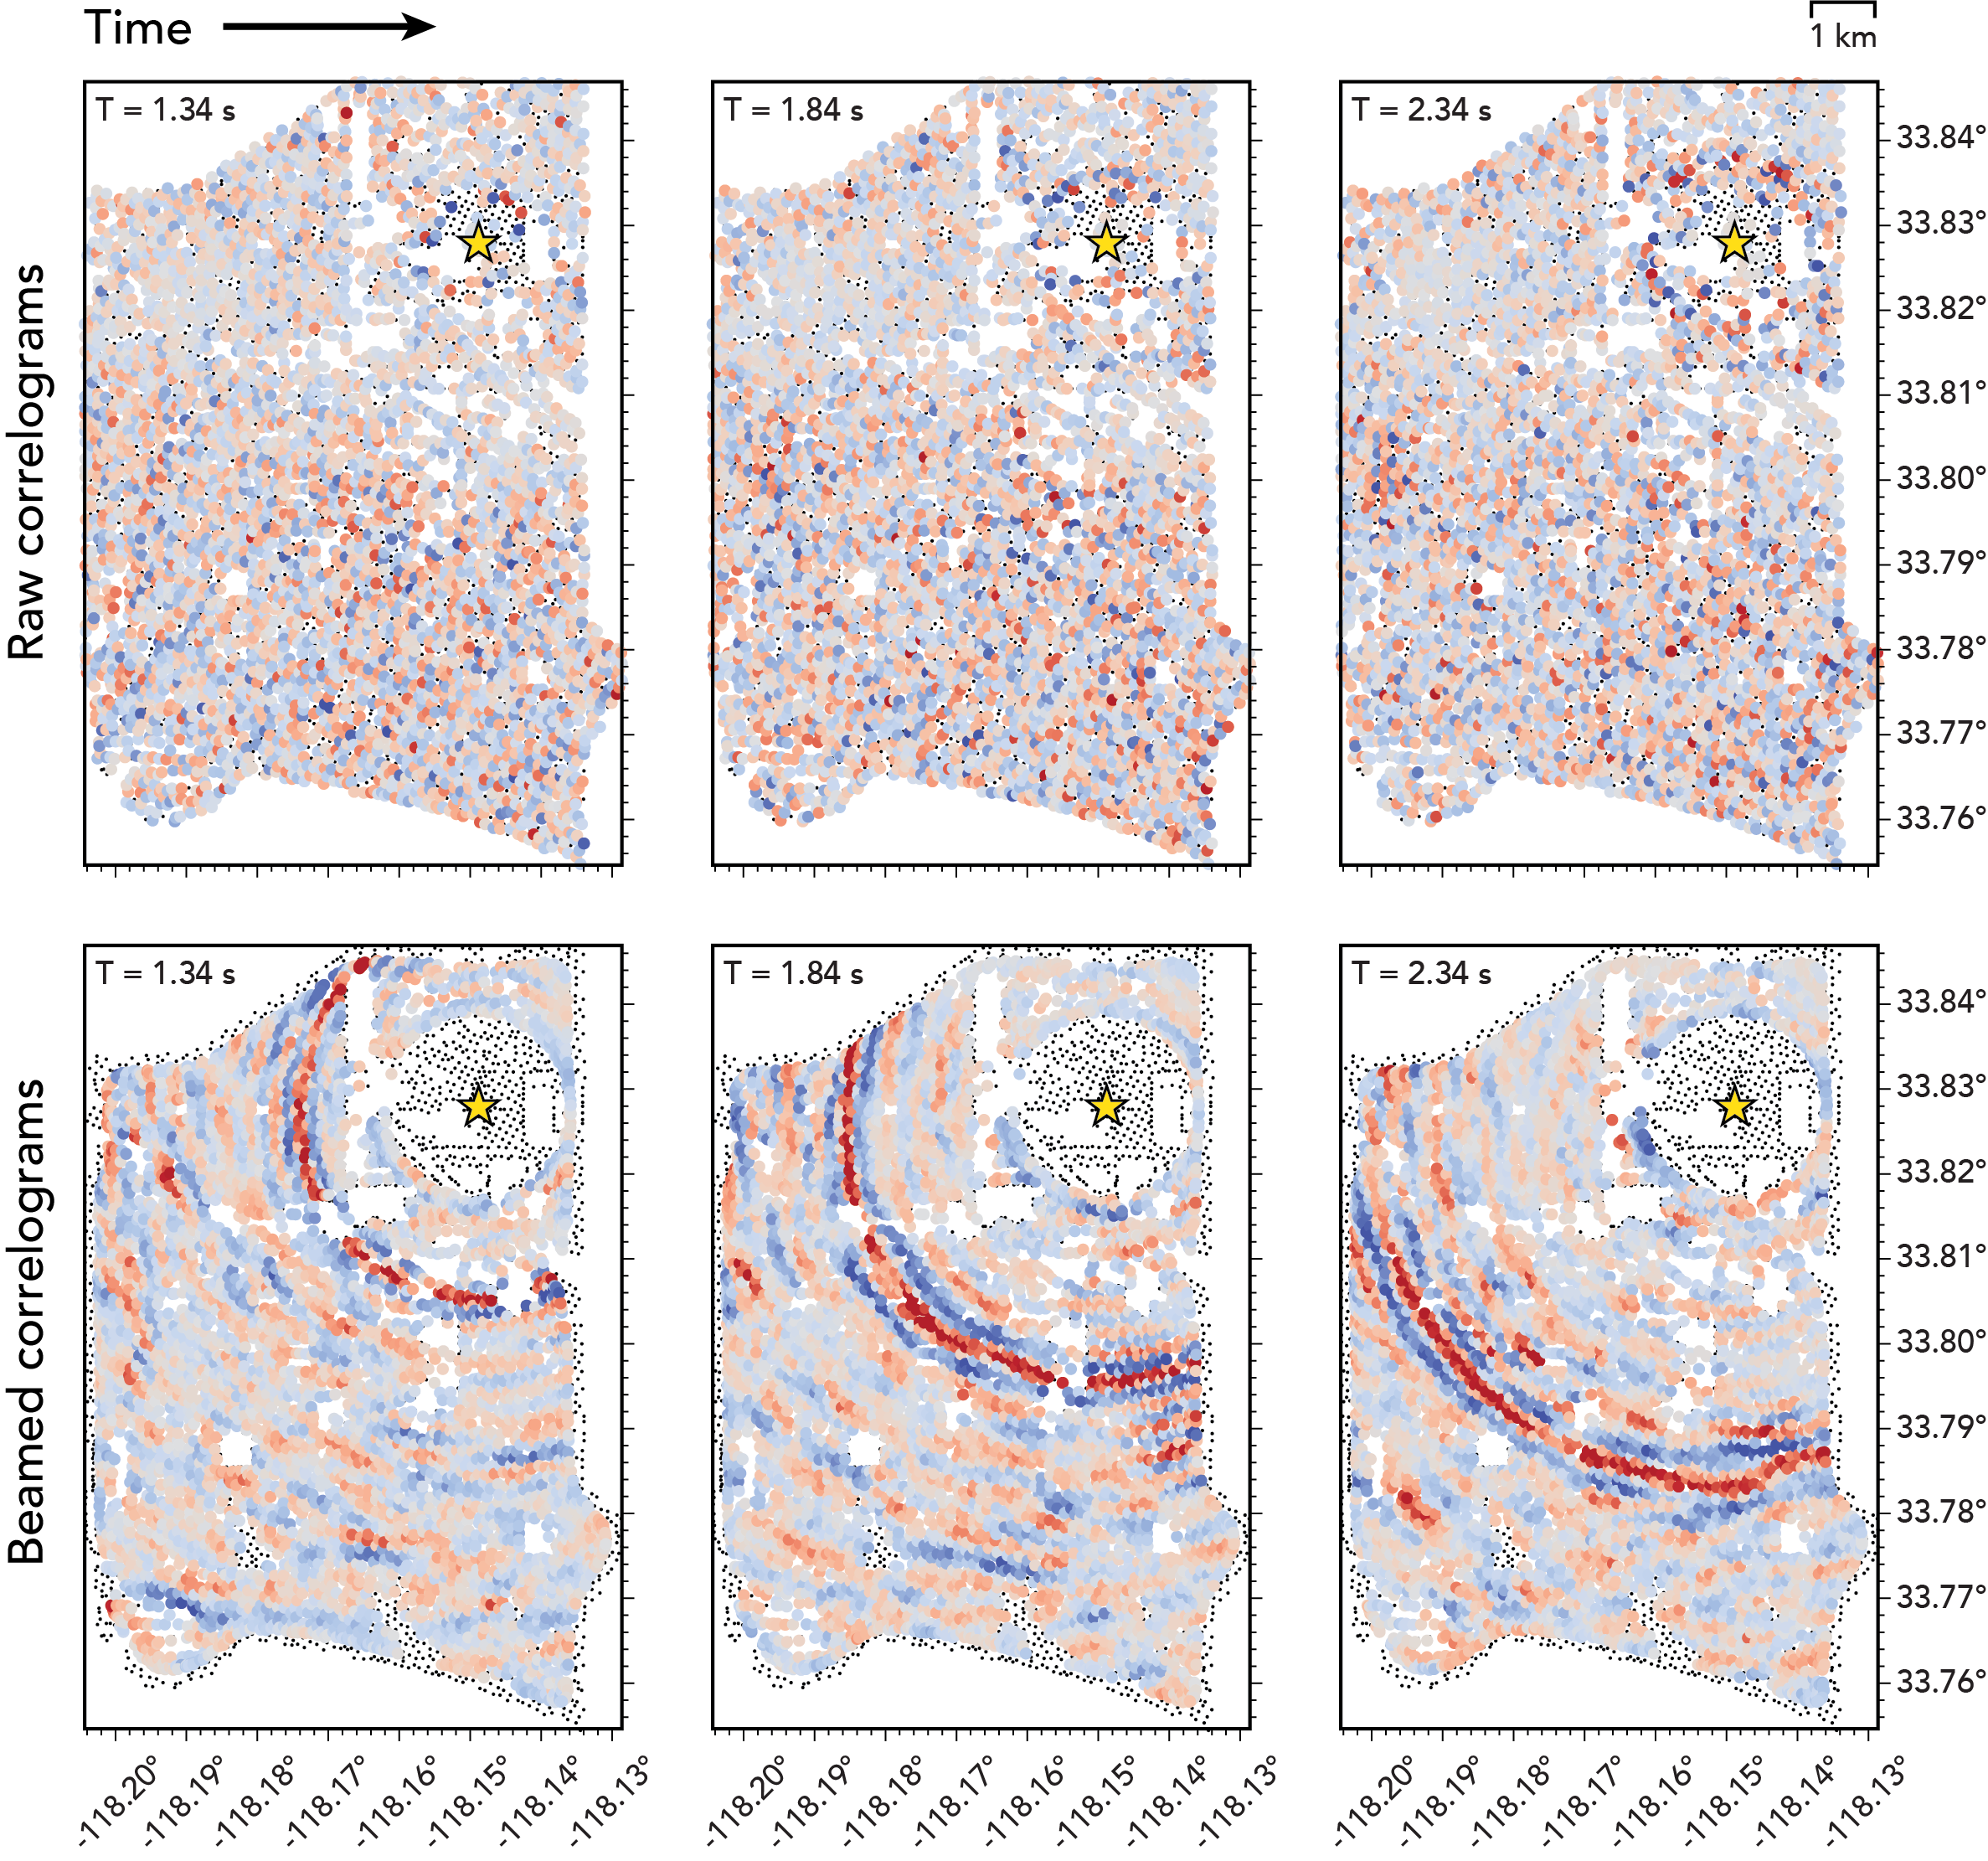 Time
1 km
T = 1.34 s
T = 1.84 s
T = 2.34 s
Raw correlograms
33.84°
33.83°
33.82°
33.81°
33.80°
33.79°
33.78°
33.77°
33.76°
T = 1.34 s
T = 1.84 s
T = 2.34 s
Beamed correlograms
33.84°
33.83°
33.82°
33.81°
33.80°
33.79°
33.78°
33.77°
33.76°
-118.20° -118.19° -118.18° -118.17° -118.16° -118.15° -118.14° -118.13°
-118.20° -118.19° -118.18° -118.17° -118.16° -118.15° -118.14° -118.13°
-118.20° -118.19° -118.18° -118.17° -118.16° -118.15° -118.14° -118.13°